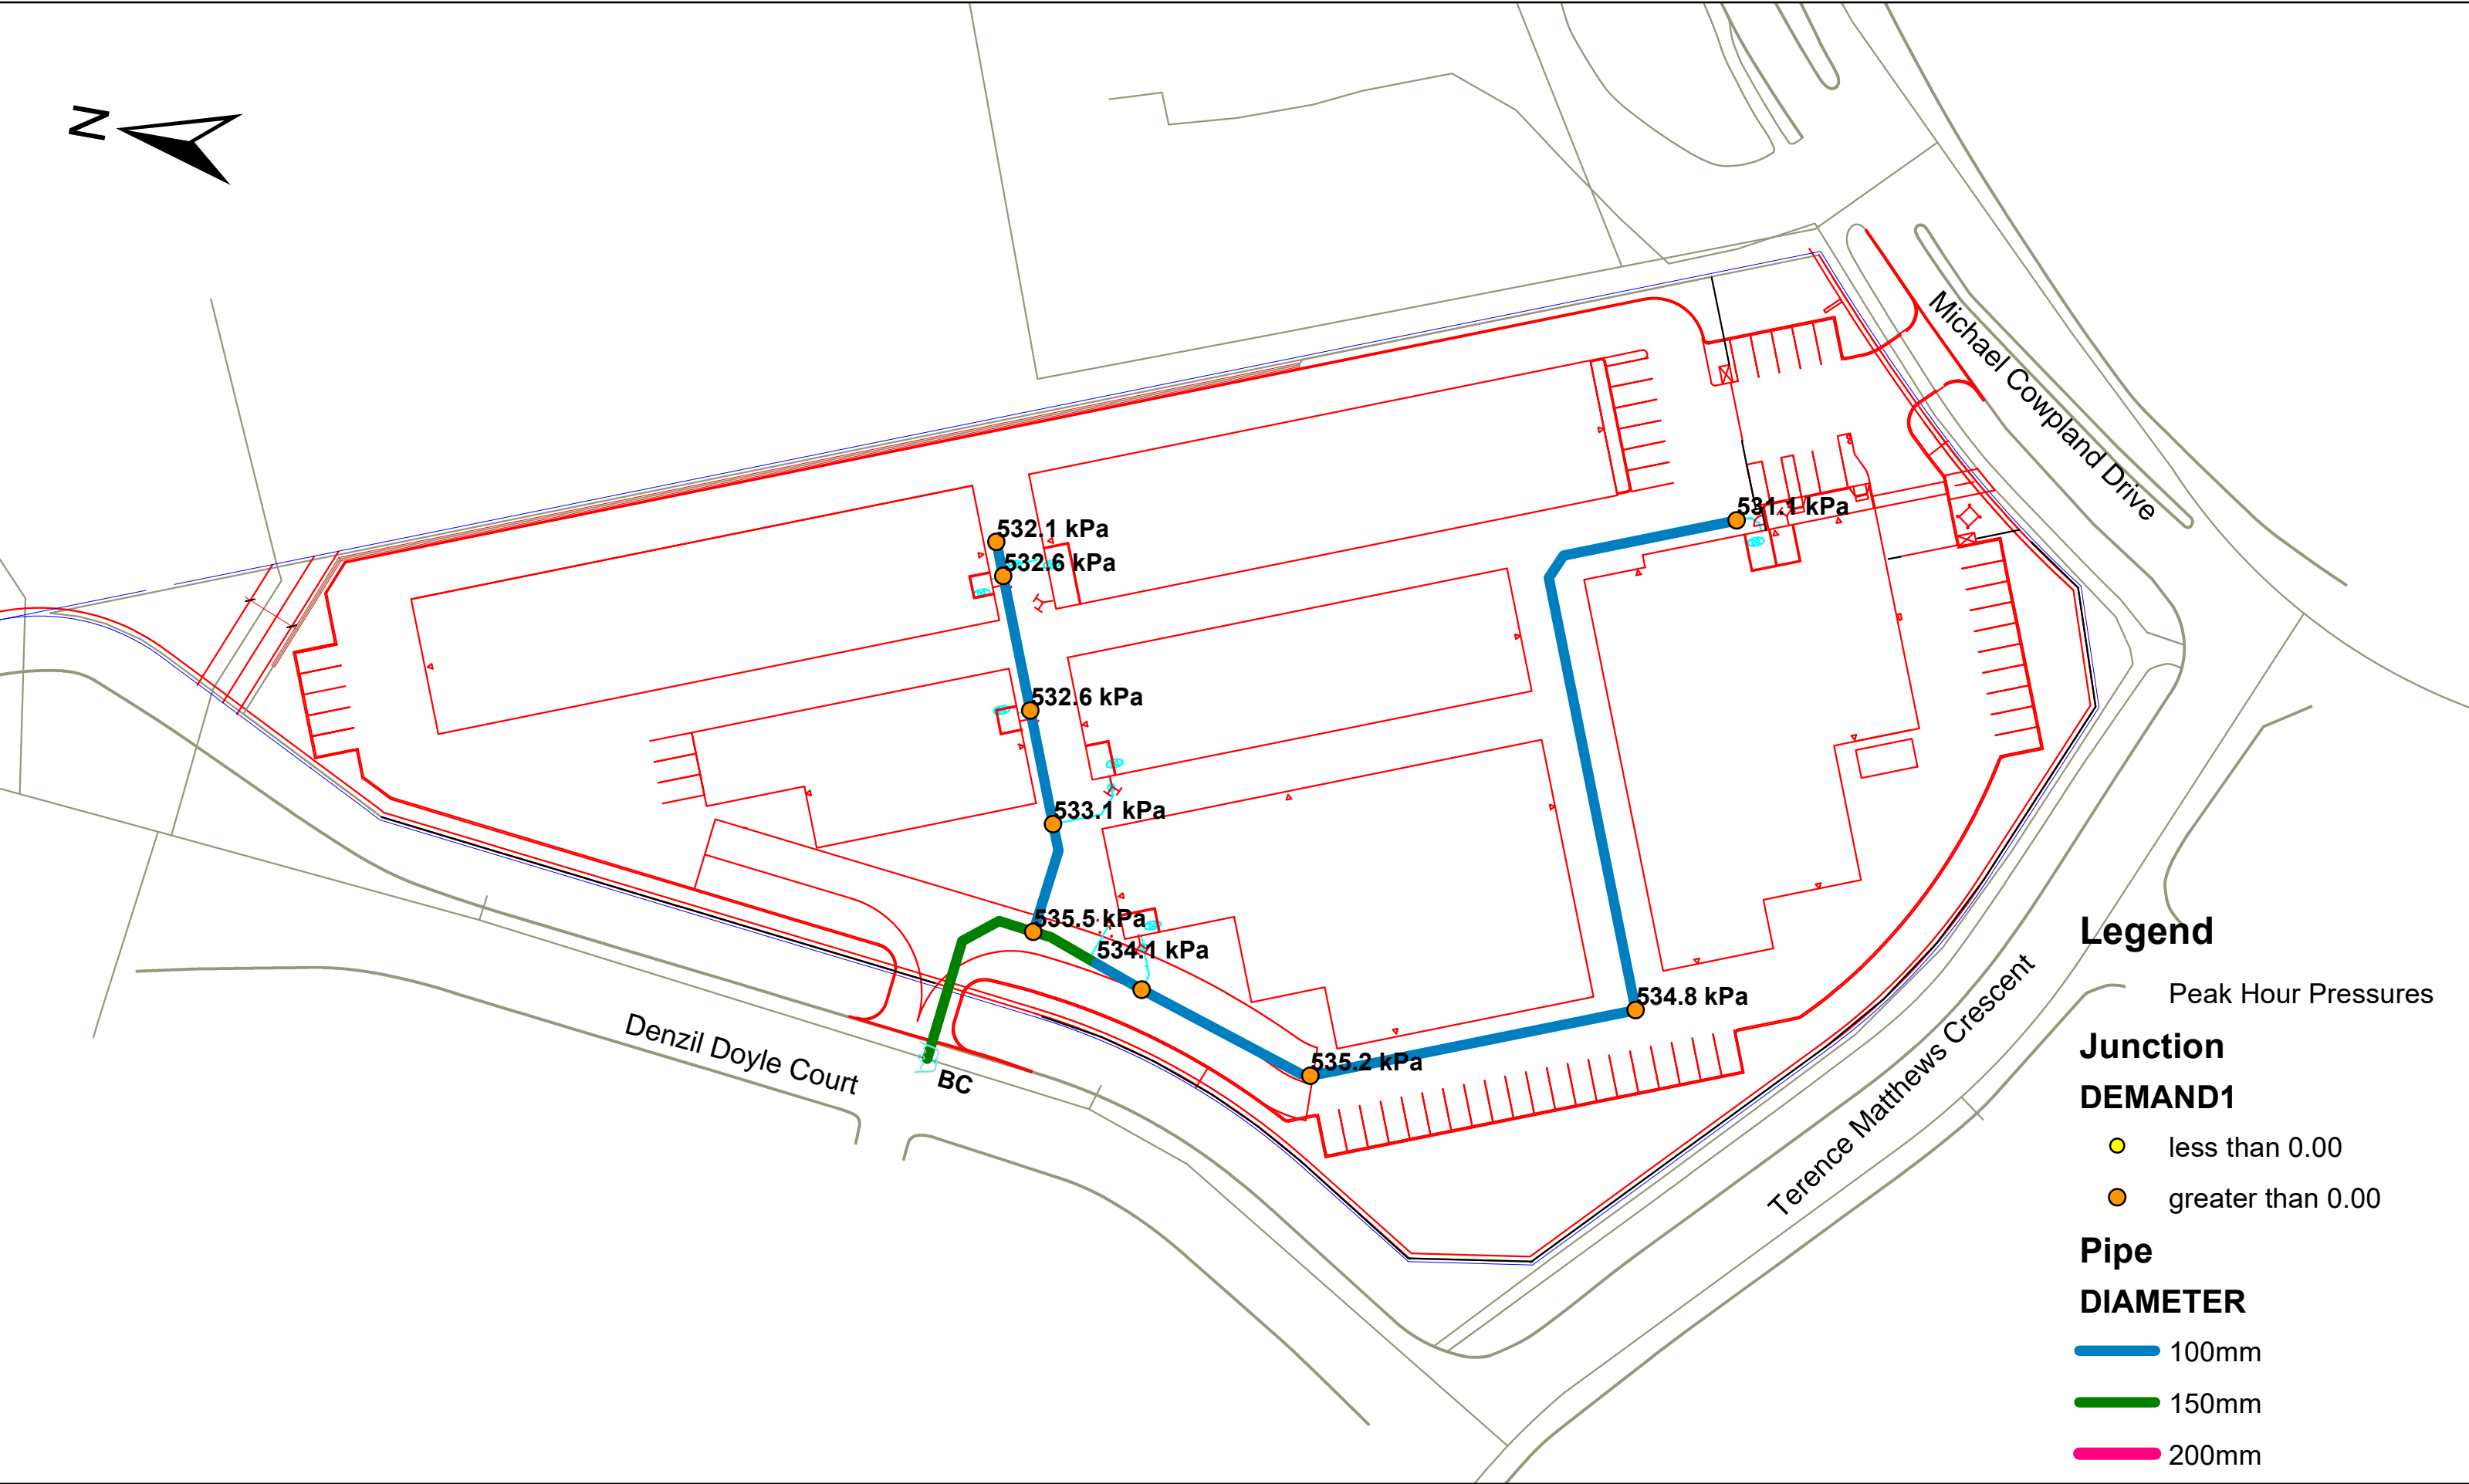 N
Michael Cowpland Drive
531.1 kPa
532.1 kPa
532.6 kPa
532.6 kPa
533.1 kPa
535.5 kPa
534.1 kPa
534.8 kPa
535.2 kPa
Denzil Doyle Court
BC
Terence Matthews Crescent
Legend
Peak Hour Pressures
Junction
DEMAND1
less than 0.00
greater than 0.00
Pipe
DIAMETER
100mm
150mm
200mm